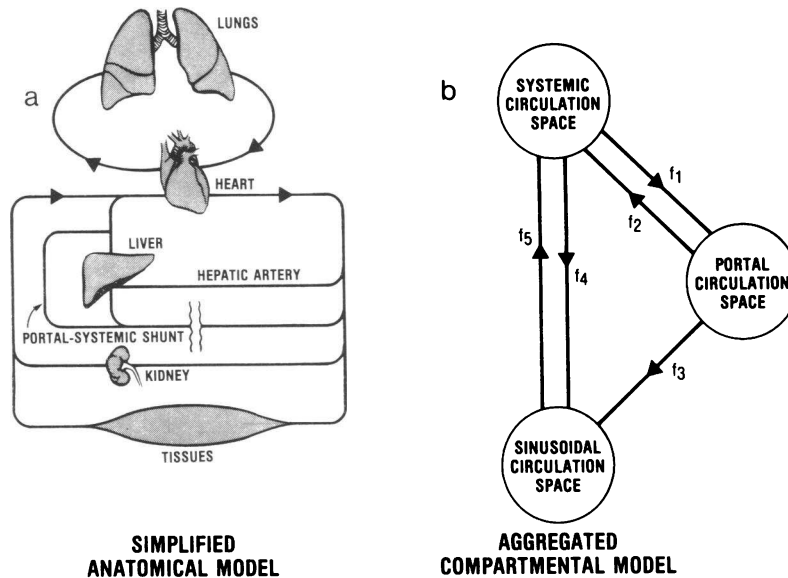 LUNGS
a
HEART
LIVER
HEPATIC ARTERY
PORTAL-SYSTEMIC SHUNT
KIDNEY
TISSUES
SIMPLIFIED
ANATOMICAL MODEL
b
SYSTEMIC
CIRCULATION
SPACE
f1
f2
f5
f4
PORTAL
CIRCULATION
SPACE
f3
SINUSOIDAL
CIRCULATION
SPACE
AGGREGATED
COMPARTMENTAL MODEL